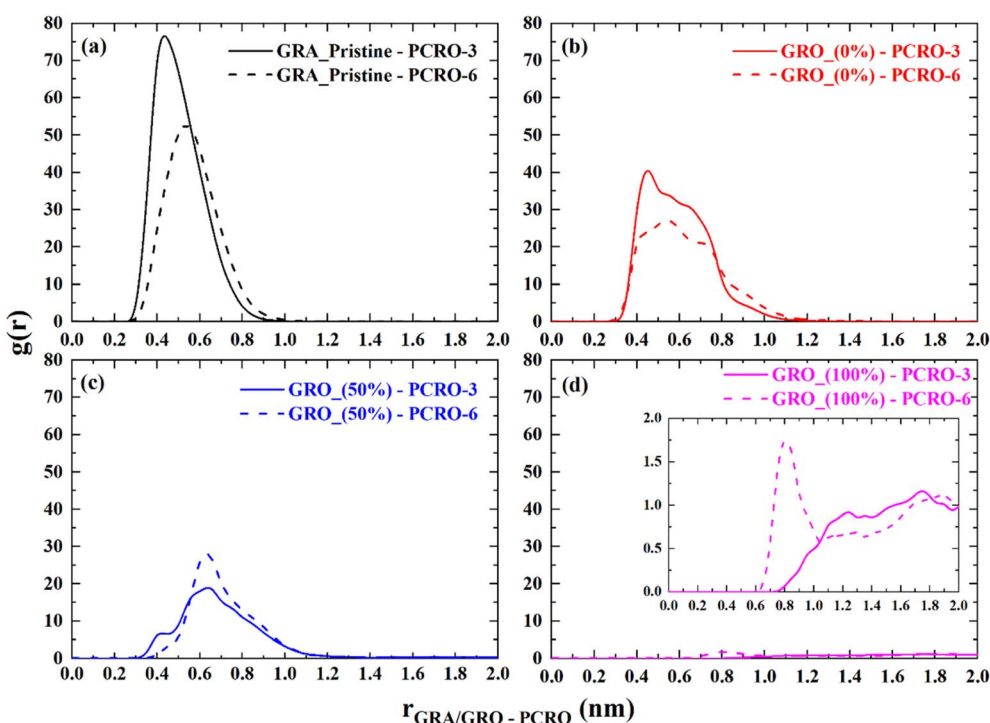 (a)
GRA_Pristine - PCRO-3
GRA_Pristine - PCRO-6
80
70
60
50
40
30
20
10
0
0.0 0.2 0.4 0.6 0.8 1.0 1.2 1.4 1.6 1.8 2.0
(b)
GRO_(0%) - PCRO-3
GRO_(0%) - PCRO-6
80
70
60
50
40
30
20
10
0
0.0 0.2 0.4 0.6 0.8 1.0 1.2 1.4 1.6 1.8 2.0
g(r)
(c)
GRO_(50%) - PCRO-3
GRO_(50%) - PCRO-6
80
70
60
50
40
30
20
10
0
0.0 0.2 0.4 0.6 0.8 1.0 1.2 1.4 1.6 1.8 2.0
(d)
GRO_(100%) - PCRO-3
GRO_(100%) - PCRO-6
80
70
60
50
40
30
20
10
0
2.0
1.5
1.0
0.5
0.0
0.0 0.2 0.4 0.6 0.8 1.0 1.2 1.4 1.6 1.8 2.0
0.0 0.2 0.4 0.6 0.8 1.0 1.2 1.4 1.6 1.8 2.0
r GRA/GRO - PCRO (nm)